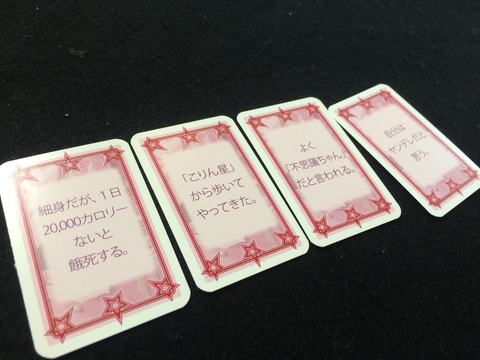 細身だが、1日
20,000カロリー
ないと
餓死する。
「こりん星」
から歩いて
やってきた。
よく
「不思議ちゃん」
だと言われる。
自分は
ヤンデレだと
思う。